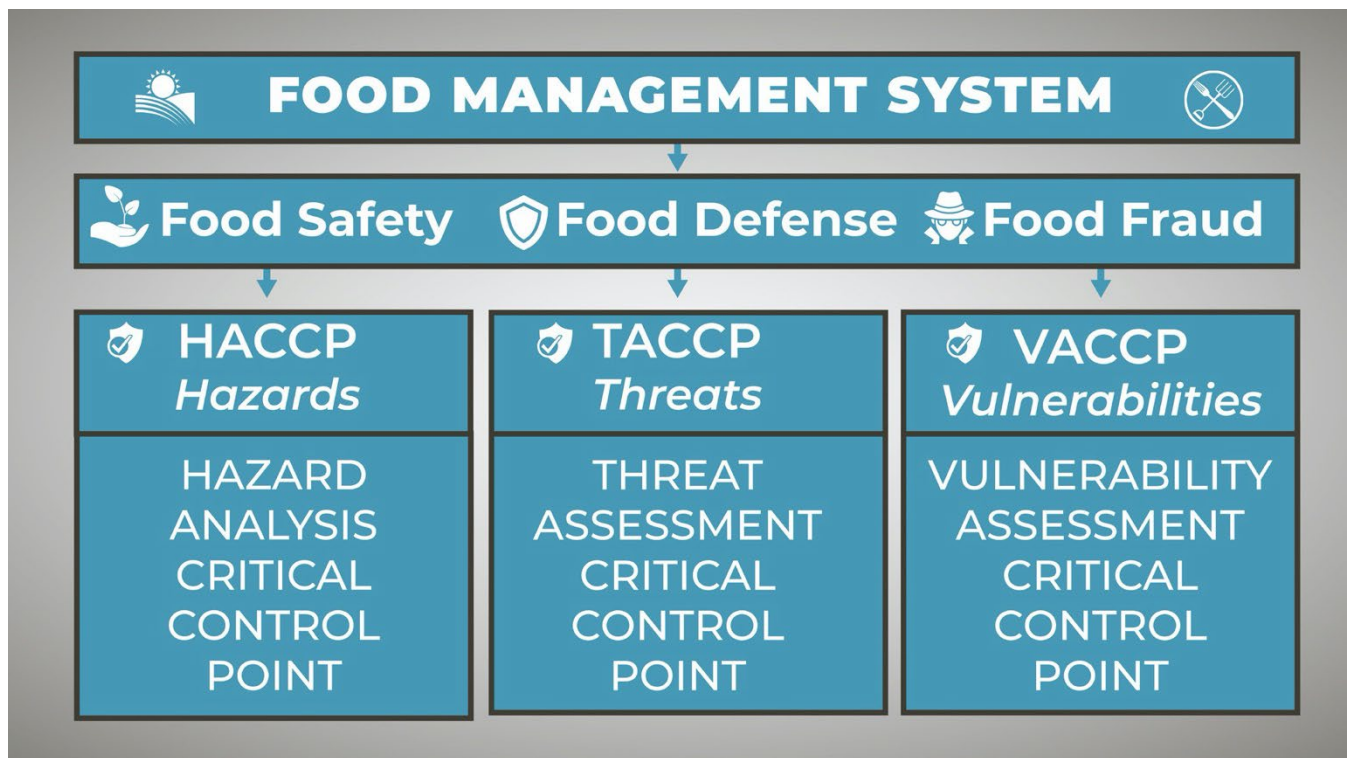 FOOD MANAGEMENT SYSTEM
Food Safety
Food Defense
Food Fraud
HACCP
Hazards
HAZARD
ANALYSIS
CRITICAL
CONTROL
POINT
TACCP
Threats
THREAT
ASSESSMENT
CRITICAL
CONTROL
POINT
VACCP
Vulnerabilities
VULNERABILITY
ASSESSMENT
CRITICAL
CONTROL
POINT